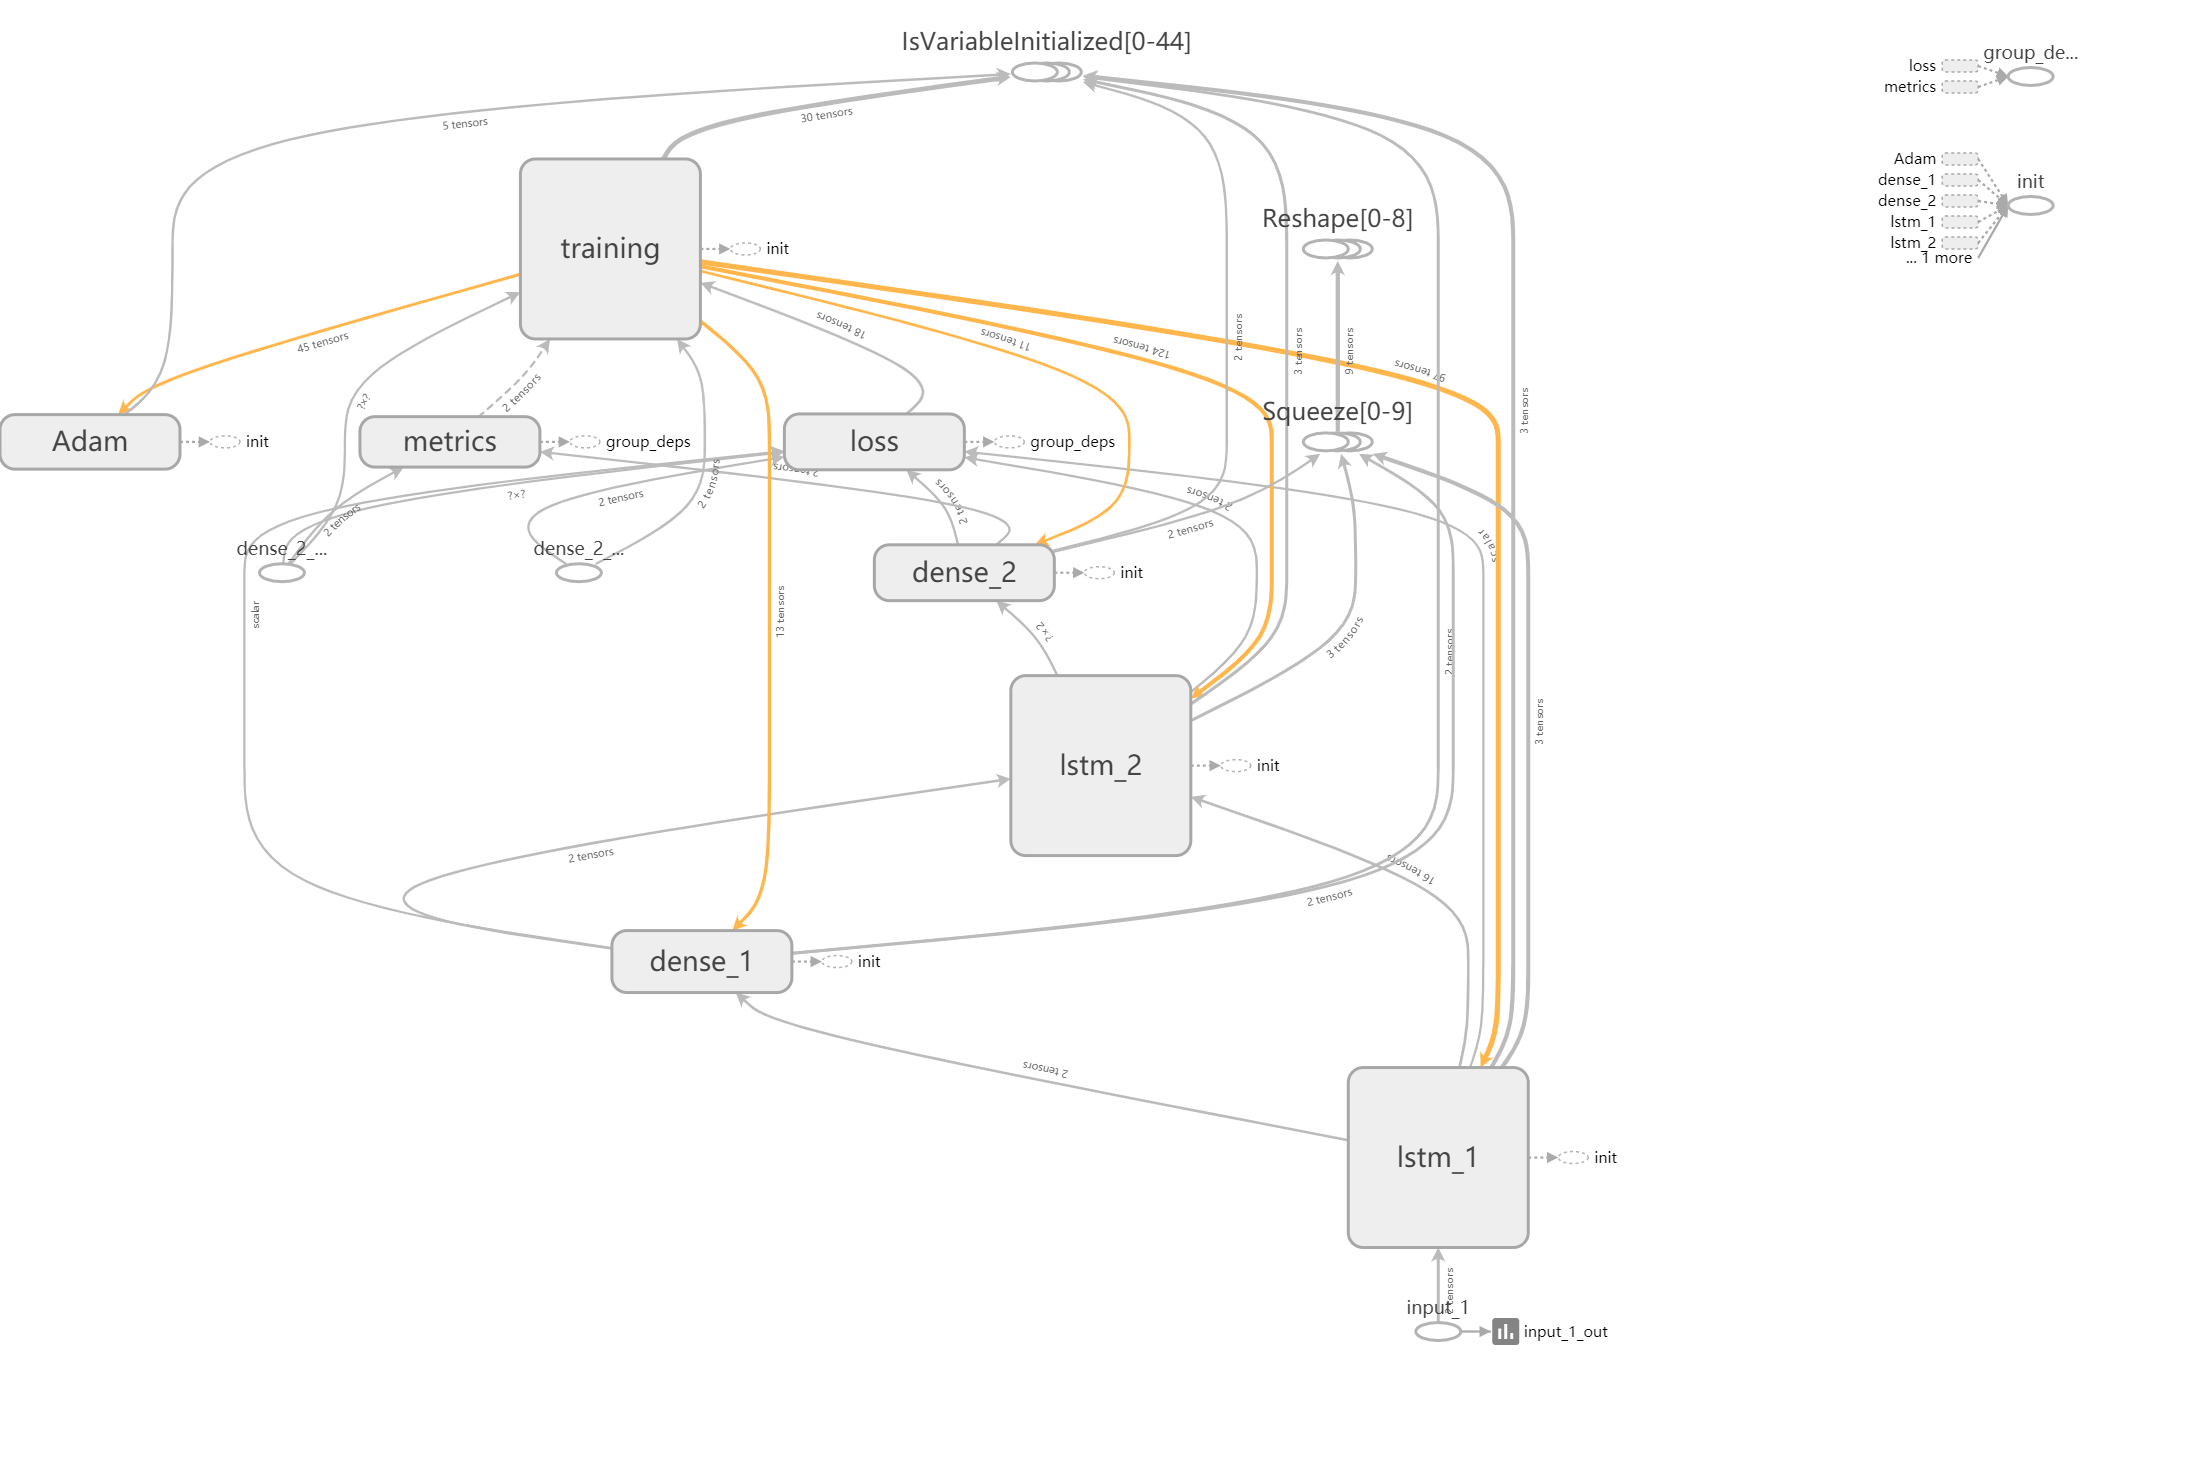 IsVariableInitialized[0-44]
group_de...
loss
metrics
5 tensors
30 tensors
Adam
dense_1
dense_2
lstm_1
lstm_2
... 1 more
init
training
init
Reshape[0-8]
45 tensors
18 tensors
11 tensors
124 tensors
2 tensors
3 tensors
9 tensors
97 tensors
3 tensors
?×?
2 tensors
Squeeze[0-9]
Adam
init
metrics
group_deps
loss
group_deps
2 tensors
?×?
2 tensors
2 tensors
2 tensors
2 tensors
2 tensors
2 tensors
scalar
dense_2_...
dense_2_...
dense_2
init
scalar
13 tensors
?×2
3 tensors
2 tensors
3 tensors
lstm_2
init
2 tensors
16 tensors
2 tensors
dense_1
init
2 tensors
lstm_1
init
2 tensors
input_1
input_1_out